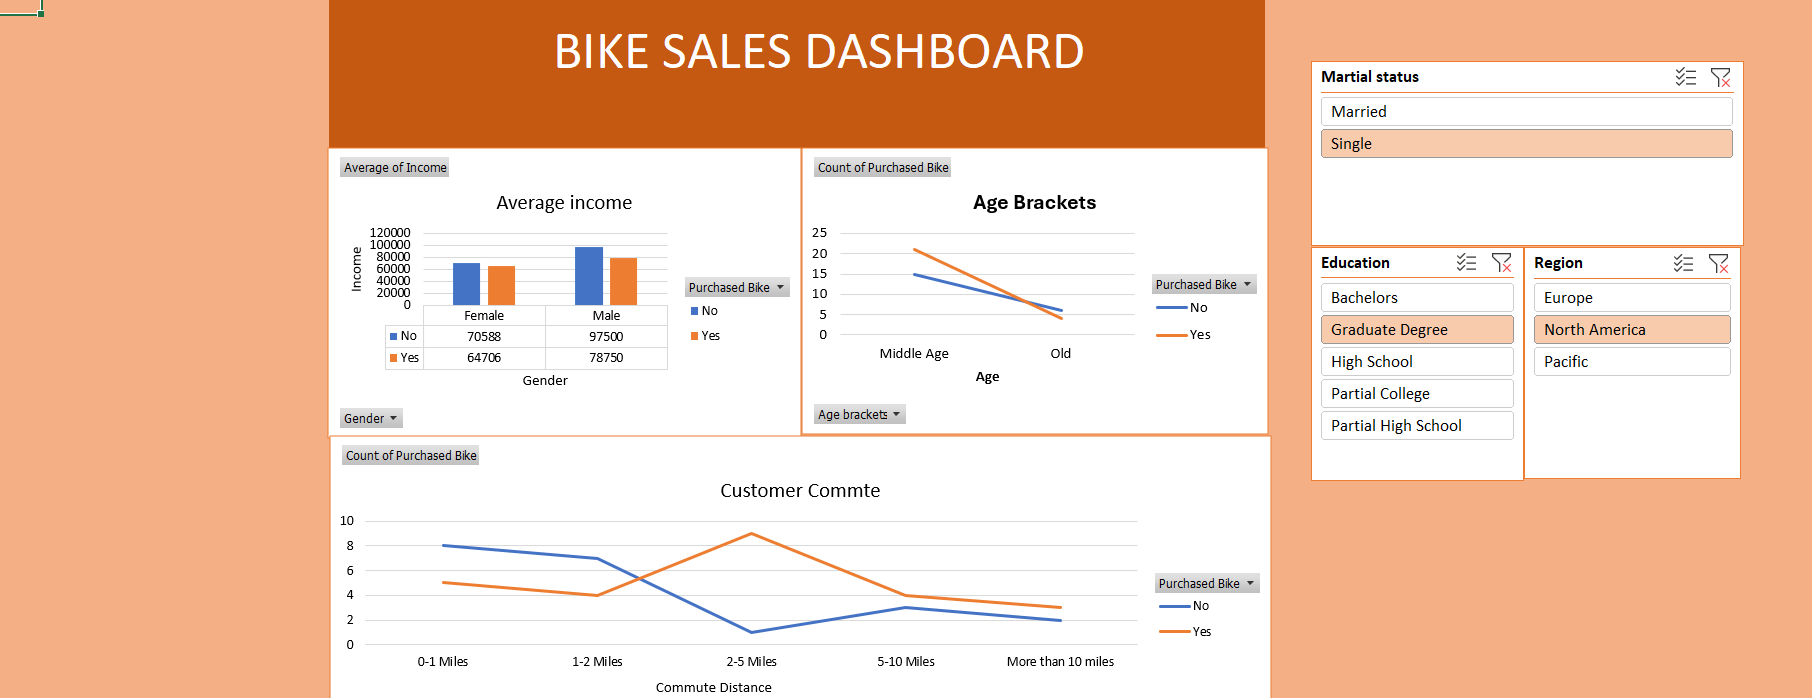 BIKE SALES DASHBOARD
Average of Income
Average income
120000
100000
80000
60000
40000
20000
0
Income
Female Male
No 70588 97500
Yes 64706 78750
Gender
Purchased Bike
No
Yes
Gender
Count of Purchased Bike
Age Brackets
25
20
15
10
5
0
Middle Age Old
Age
Purchased Bike
No
Yes
Age brackets
Count of Purchased Bike
Customer Commte
10
8
6
4
2
0
0-1 Miles 1-2 Miles 2-5 Miles 5-10 Miles More than 10 miles
Commute Distance
Purchased Bike
No
Yes
Martial status
Married
Single
Education
Bachelors
Graduate Degree
High School
Partial College
Partial High School
Region
Europe
North America
Pacific